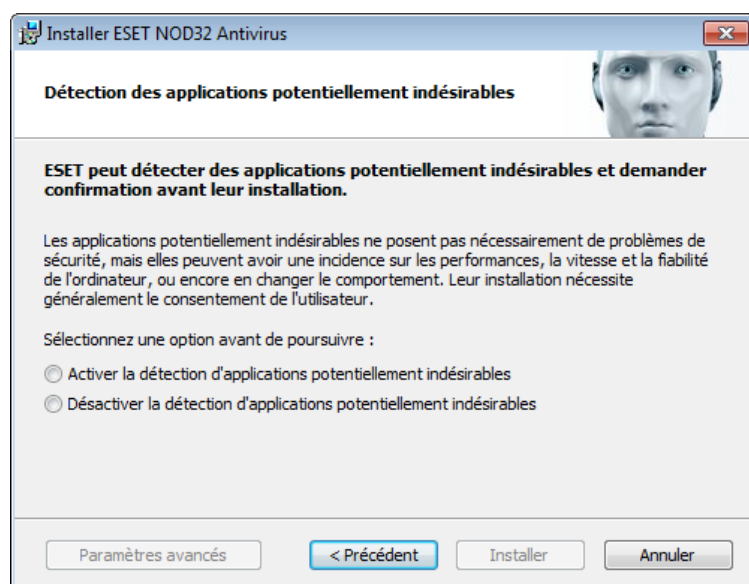 Installer ESET NOD32 Antivirus
Détection des applications potentiellement indésirables
ESET peut détecter des applications potentiellement indésirables et demander
confirmation avant leur installation.
Les applications potentiellement indésirables ne posent pas nécessairement de problèmes de
sécurité, mais elles peuvent avoir une incidence sur les performances, la vitesse et la fiabilité
de l'ordinateur, ou encore en changer le comportement. Leur installation nécessite
généralement le consentement de l'utilisateur.
Sélectionnez une option avant de poursuivre :
Activer la détection d'applications potentiellement indésirables
Désactiver la détection d'applications potentiellement indésirables
Paramètres avancés
< Précédent
Installer
Annuler